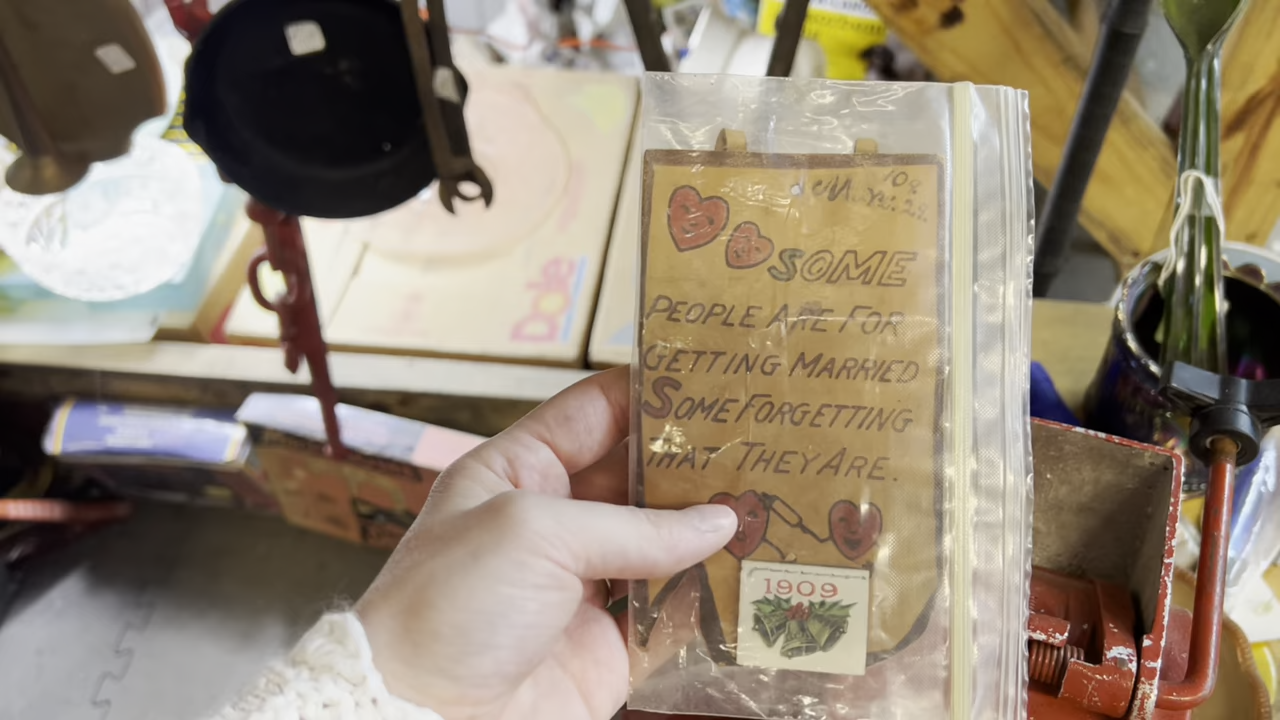 SOME
PEOPLE ARE FOR
GETTING MARRIED
SOME FORGETTING
THAT THEY ARE.
1909
Dole